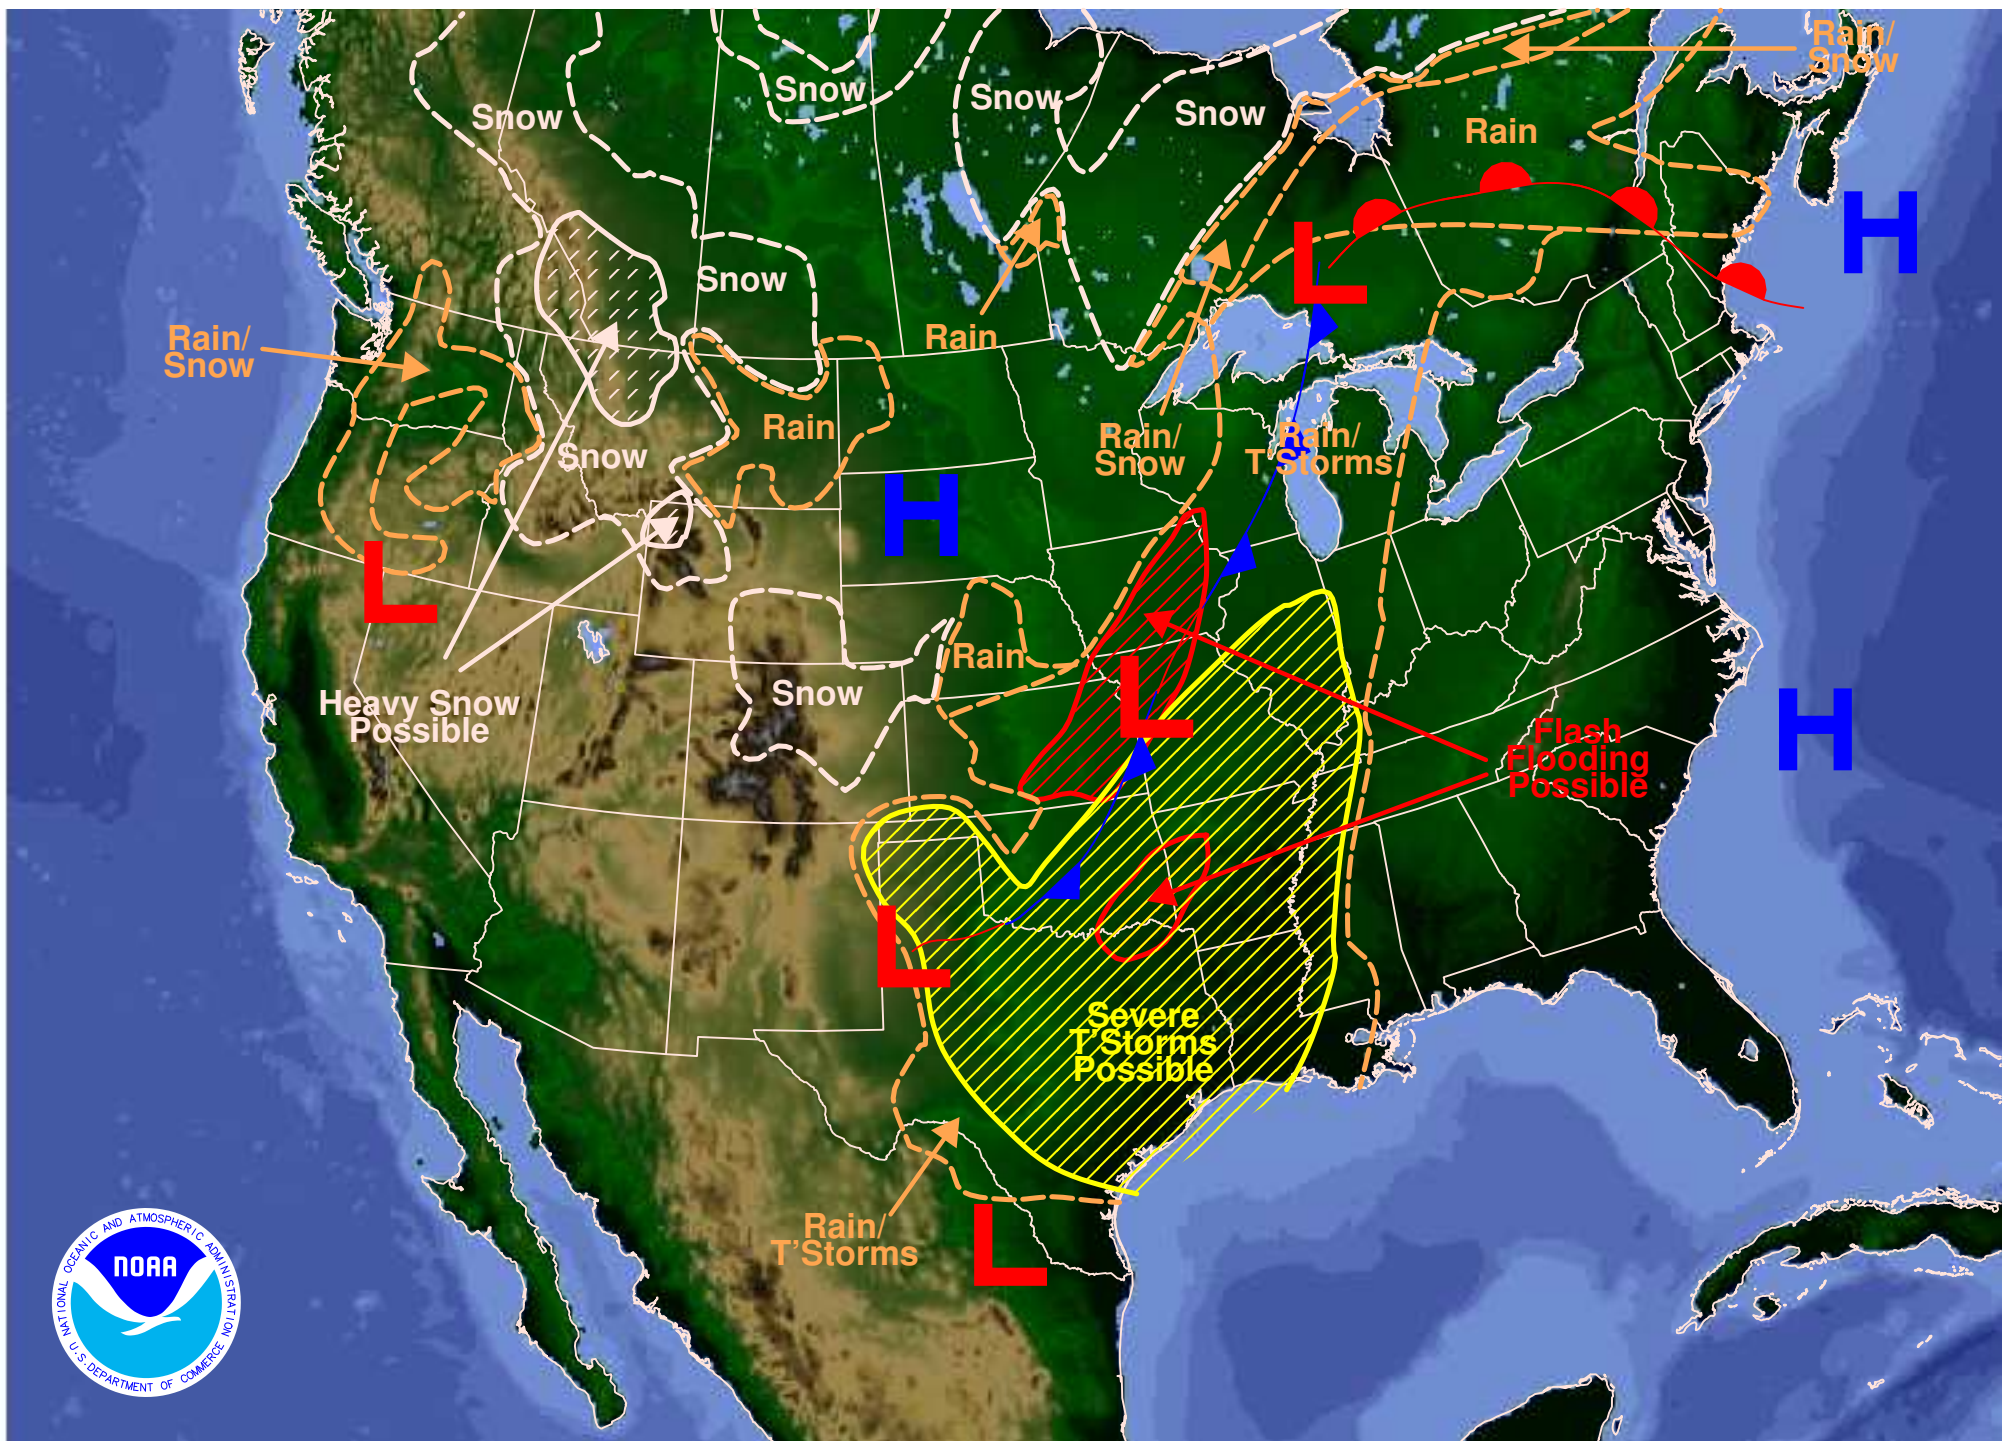 Rain/
Snow
Snow
Snow
Snow
Snow
Rain
Snow
Rain/
Snow
Rain
H
L
Rain
Snow
Rain/
Snow
Rain/
T'Storms
H
L
Rain
Heavy Snow
Possible
Snow
L
Flash
Flooding
Possible
H
L
Severe
T'Storms
Possible
Rain/
T'Storms
L
NATIONAL OCEANIC AND ATMOSPHERIC ADMINISTRATION
NOAA
U.S. DEPARTMENT OF COMMERCE